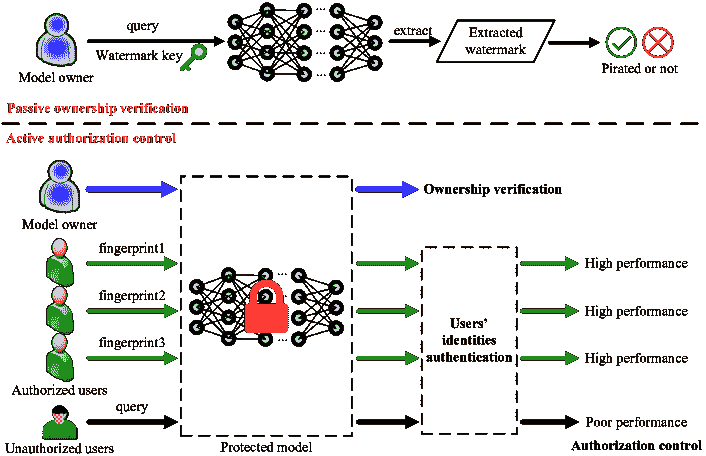 query
Watermark key
extract
Extracted
watermark
Model owner
Pirated or not
Passive ownership verification
Active authorization control
Ownership verification
Model owner
fingerprint1
High performance
fingerprint2
High performance
Users'
identities
authentication
fingerprint3
High performance
Authorized users
query
Poor performance
Unauthorized users
Protected model
Authorization control